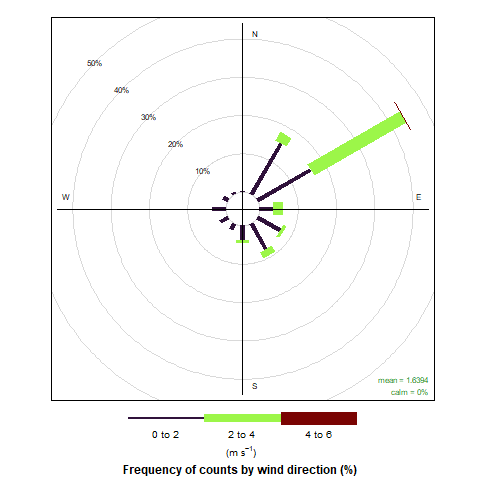 N
50%
40%
30%
20%
10%
W
E
S
mean = 1.6394
calm = 0%
0 to 2 2 to 4 4 to 6
(m s⁻¹)
Frequency of counts by wind direction (%)